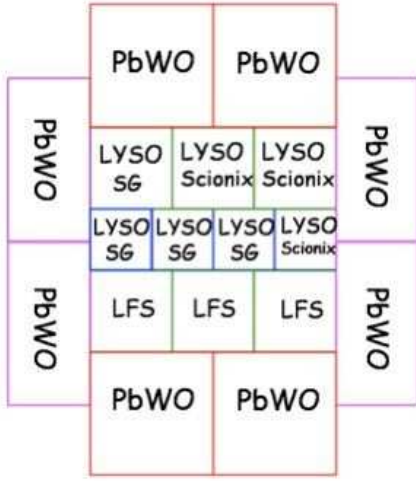 PbWO PbWO
PbWO PbWO
LYSO LYSO LYSO
SG Scionix Scionix
LYSO LYSO LYSO LYSO
SG SG SG Scionix
LFS LFS LFS
PbWO PbWO
PbWO PbWO